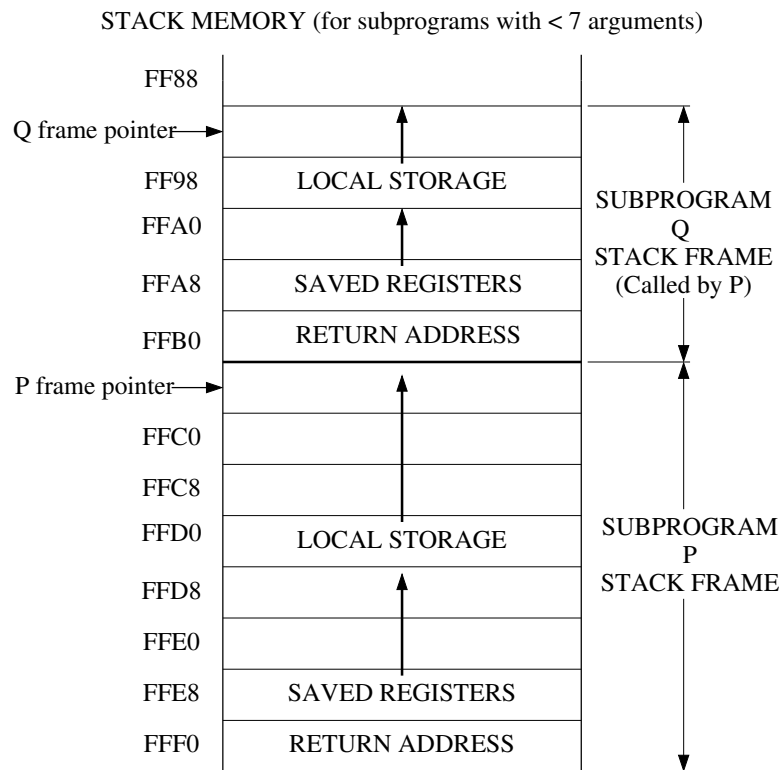 STACK MEMORY (for subprograms with < 7 arguments)
FF88
Q frame pointer
FF98
LOCAL STORAGE
FFA0
FFA8
SAVED REGISTERS
FFB0
RETURN ADDRESS
SUBPROGRAM
Q
STACK FRAME
(Called by P)
P frame pointer
FFC0
FFC8
FFD0
LOCAL STORAGE
FFD8
FFE0
FFE8
SAVED REGISTERS
FFF0
RETURN ADDRESS
SUBPROGRAM
P
STACK FRAME